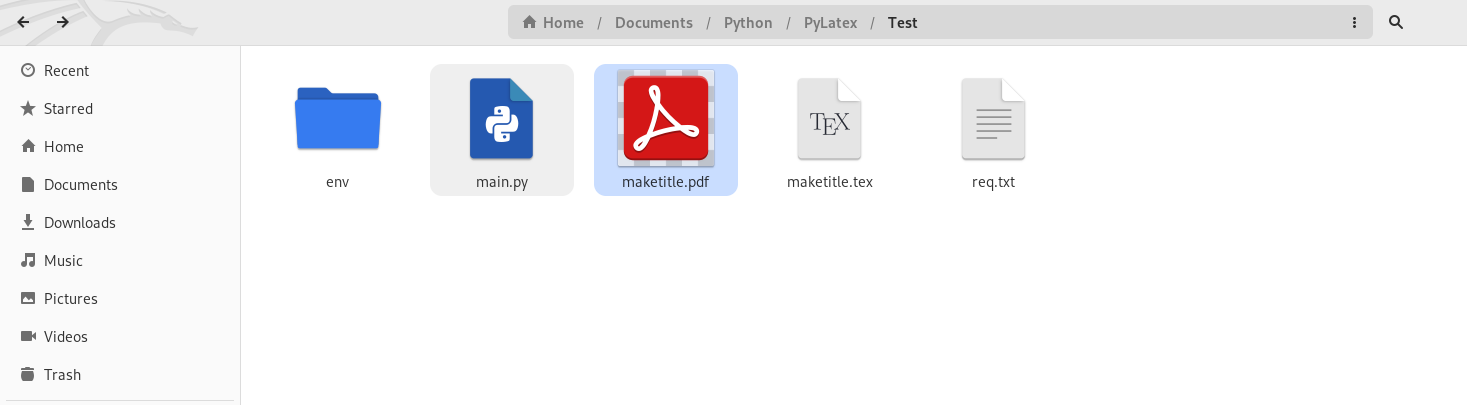 Home / Documents / Python / PyLatex / Test
Recent
Starred
Home
Documents
Downloads
Music
Pictures
Videos
Trash
TEX
env
main.py
maketitle.pdf
maketitle.tex
req.txt